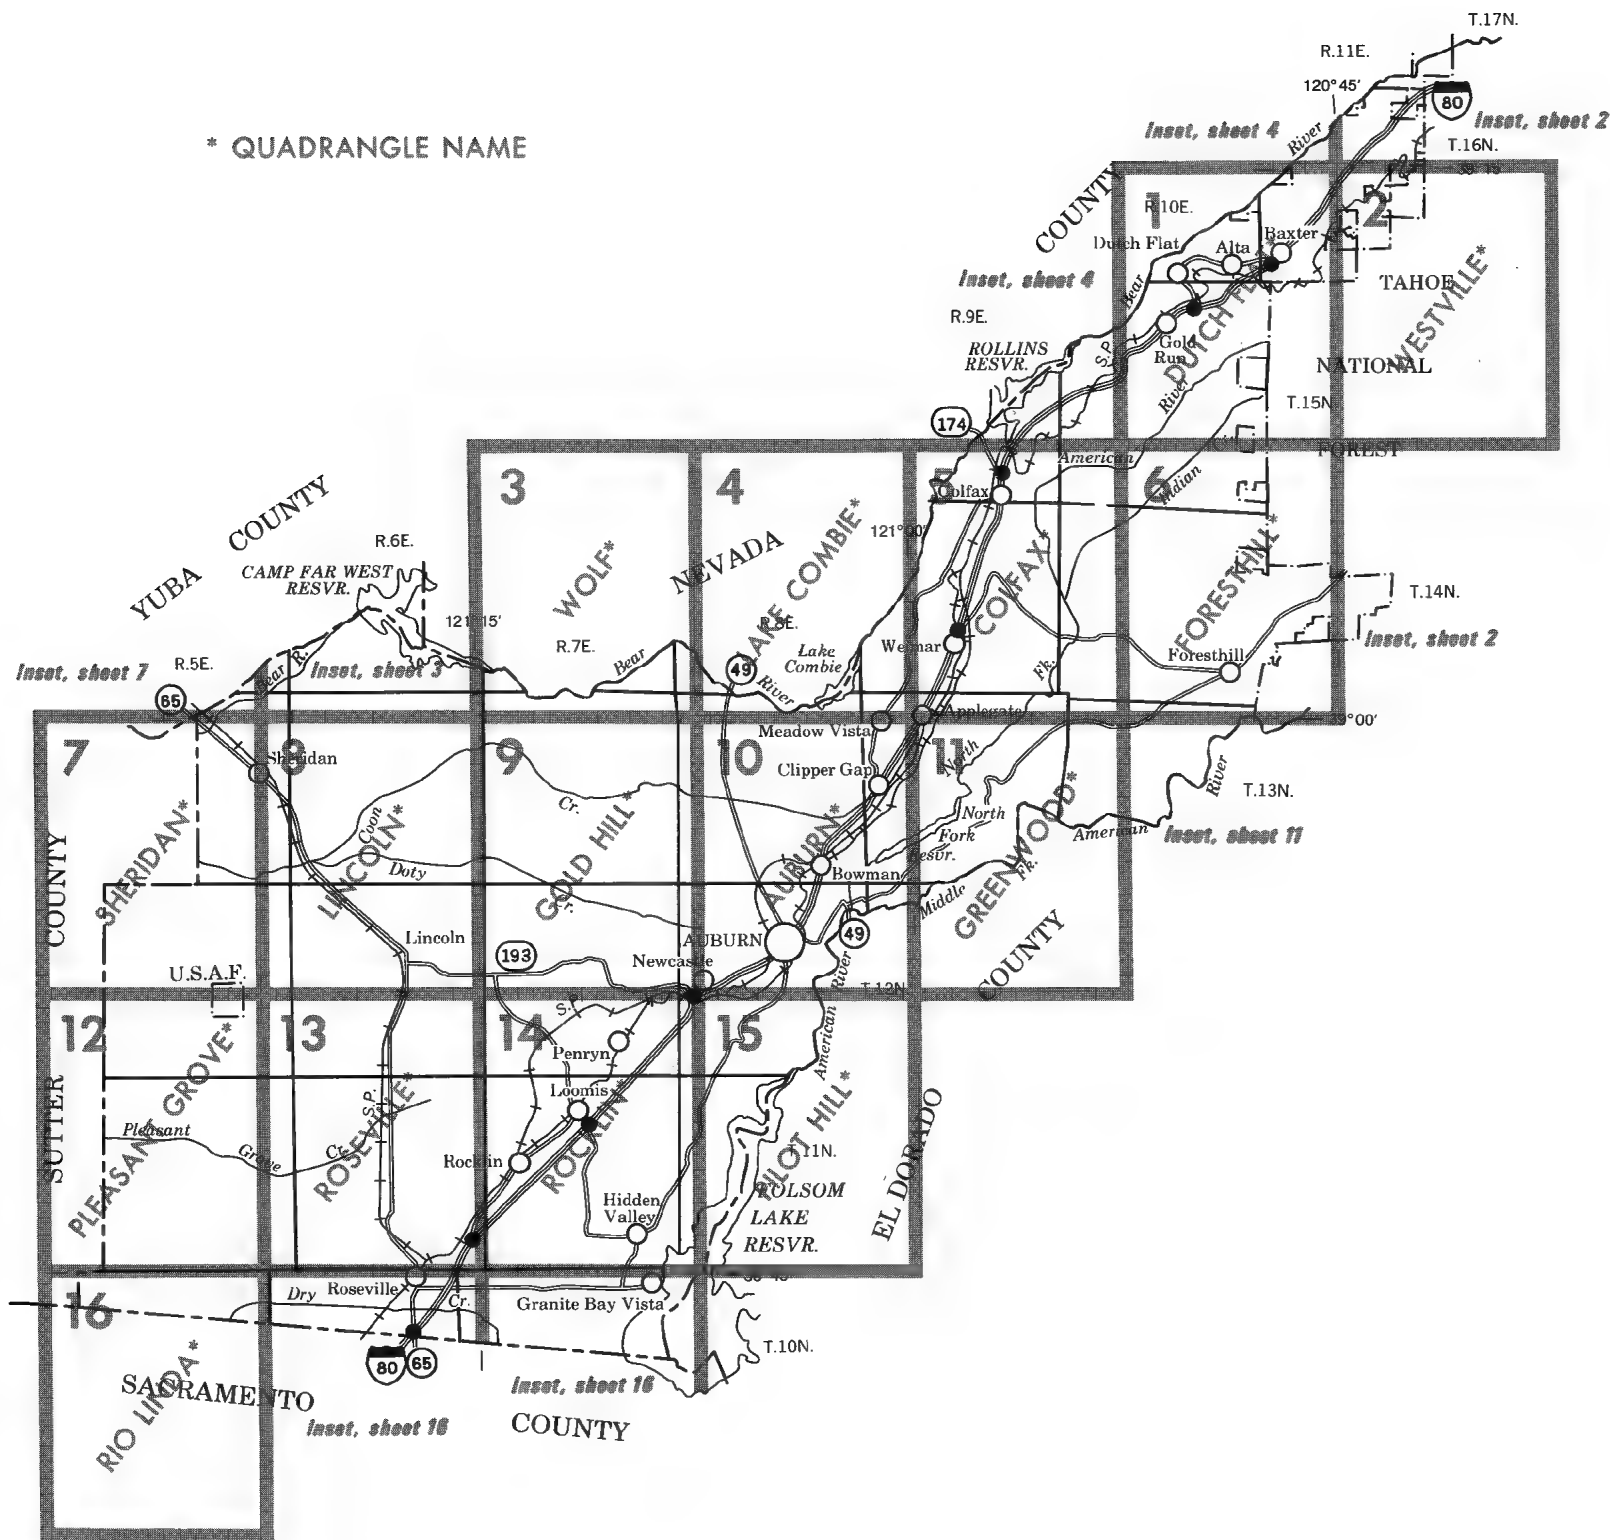 T.17N.
R.11E.
120°45'
80
Inset, sheet 2
Inset, sheet 4
River
T.16N.
* QUADRANGLE NAME
COUNTY
1
R.10E.
2
Dutch Flat
Alta
Baxter
Inset, sheet 4
Bear
TAHOE
WESTVILLE*
R.9E.
DUTCH FLAT*
S.P.
ROLLINS
RESVR.
Gold
Run
NATIONAL
River
T.15N
174
FOREST
American
3
4
5
Colfax
6
Indian
YUBA COUNTY
R.6E.
CAMP FAR WEST
RESVR.
WOLF*
NEVADA
LAKE COMBIE*
121°00'
COLFAX*
FORESTHILL*
T.14N.
121°15'
R.7E.
R.8E.
Inset, sheet 2
Inset, sheet 7
R.5E.
Bear R.
Inset, sheet 3
Bear
River
49
Lake
Combie
Weimar
Foresthill
Fk.
65
Applegate
39°00'
Meadow Vista
7
Sheridan
8
9
10
Clipper Gap
11
North
River
T.13N.
SHERIDAN*
Coon
Cr.
LINCOLN*
GOLD HILL*
AUBURN*
North
Fork
Resvr.
GREENWOOD*
American
Inset, sheet 11
COUNTY
Doty
Cr.
Bowman
Middle
Fk.
Lincoln
193
AUBURN
49
COUNTY
Newcastle
U.S.A.F.
River
T.12N
12
13
S.P.
14
15
Penryn
American
SUTTER
PLEASANT GROVE*
ROSEVILLE*
S.P.
Loomis
ROCKLIN*
PILOT HILL*
EL DORADO
Pleasant
Grove
Cr.
Rocklin
T.11N.
Hidden
Valley
FOLSOM
LAKE
RESVR.
16
Dry
Roseville
Cr.
Granite Bay Vista
T.10N.
80
65
RIO LINDA*
SACRAMENTO
Inset, sheet 16
Inset, sheet 16
COUNTY